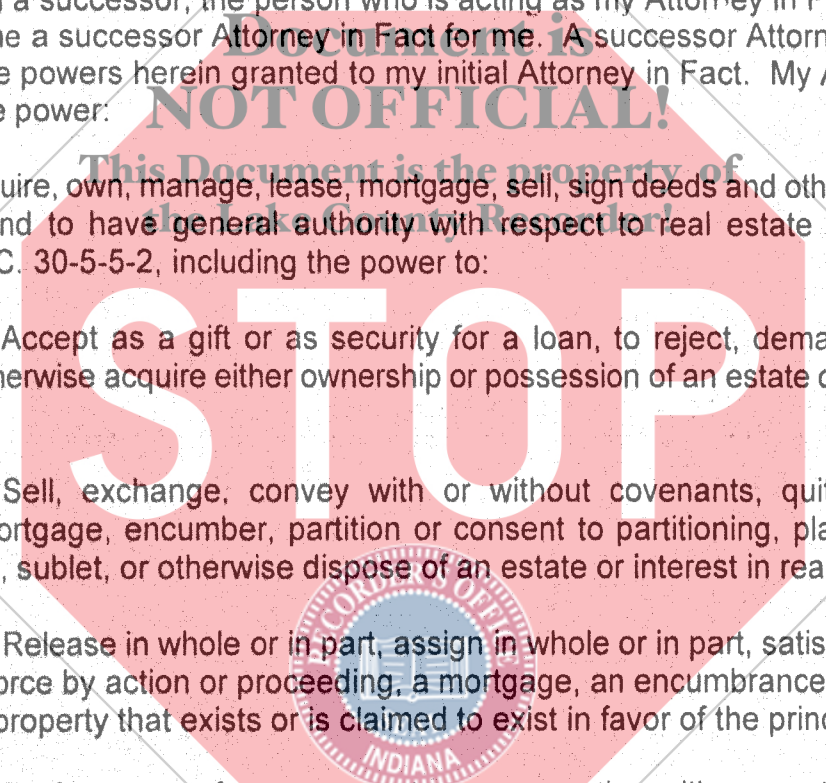 a successor, the person who is acting as my Attorney in F
e a successor Attorney in Fact for me. A successor Attorn
e powers herein granted to my initial Attorney in Fact. My A
e power:
Document is
NOT OFFICIAL!
This Document is the property of
the Lake County Recorder!
uire, own, manage, lease, mortgage, sell, sign deeds and oth
nd to have general authority with respect to real estate
C. 30-5-5-2, including the power to:
STOP
Accept as a gift or as security for a loan, to reject, dema
herwise acquire either ownership or possession of an estate o
Sell, exchange, convey with or without covenants, qui
ortgage, encumber, partition or consent to partitioning, pla
, sublet, or otherwise dispose of an estate or interest in rea
Release in whole or in part, assign in whole or in part, satis
orce by action or proceeding, a mortgage, an encumbrance
property that exists or is claimed to exist in favor of the princ
RECORDER'S OFFICE
INDIANA